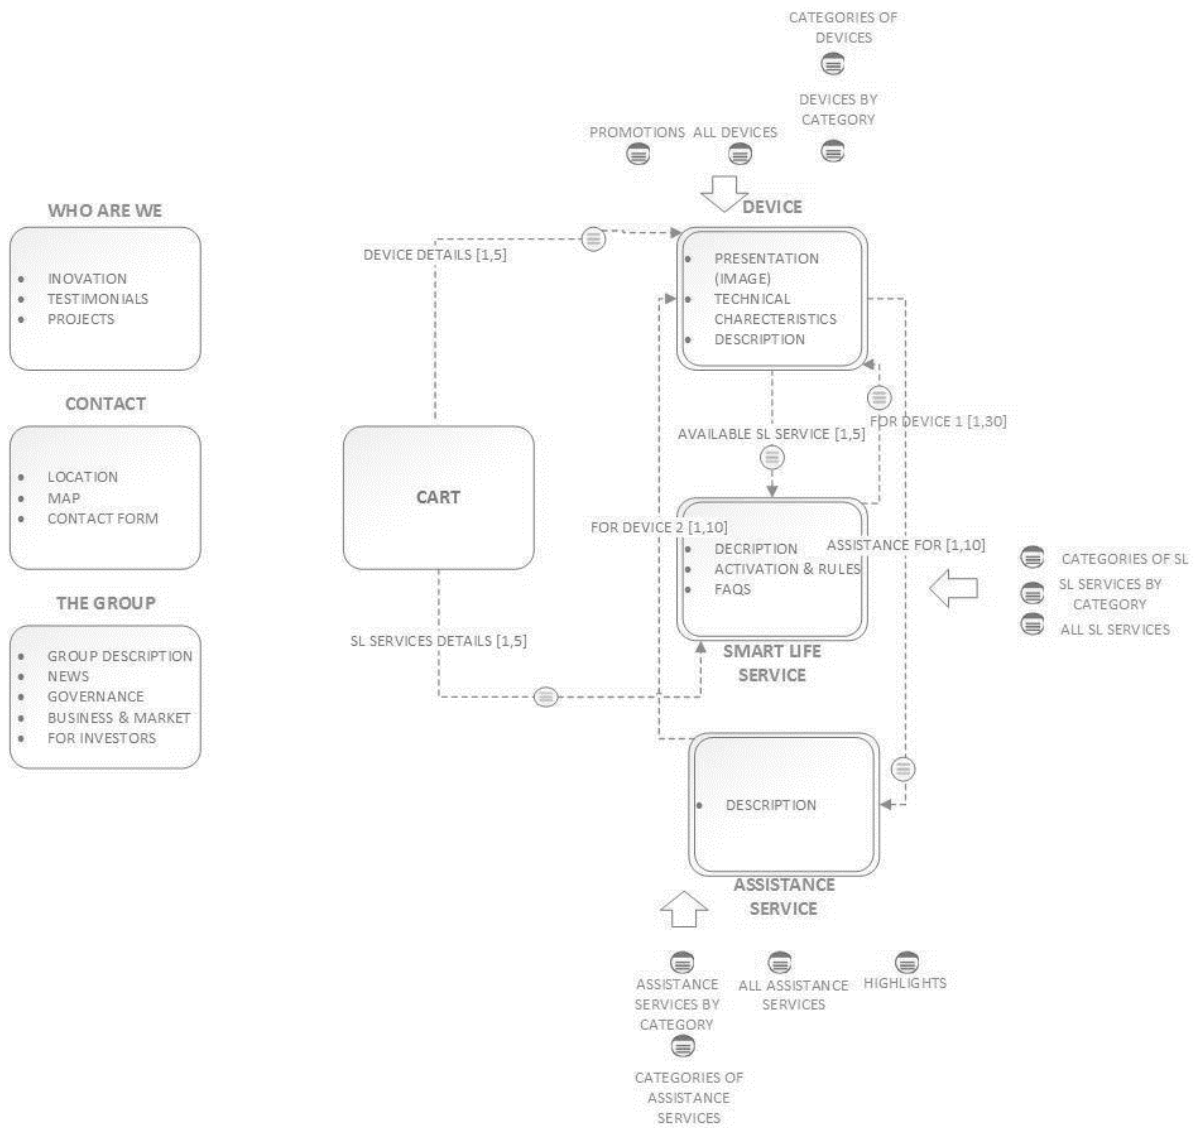 CATEGORIES OF
DEVICES
DEVICES BY
CATEGORY
PROMOTIONS
ALL DEVICES
WHO ARE WE
INOVATION
TESTIMONIALS
PROJECTS
CONTACT
LOCATION
MAP
CONTACT FORM
THE GROUP
GROUP DESCRIPTION
NEWS
GOVERNANCE
BUSINESS & MARKET
FOR INVESTORS
DEVICE DETAILS [1,5]
CART
SL SERVICES DETAILS [1,5]
DEVICE
PRESENTATION
(IMAGE)
TECHNICAL
CHARECTERISTICS
DESCRIPTION
AVAILABLE SL SERVICE [1,5]
FOR DEVICE 1 [1,30]
FOR DEVICE 2 [1,10]
ASSISTANCE FOR [1,10]
DECRIPTION
ACTIVATION & RULES
FAQS
SMART LIFE
SERVICE
CATEGORIES OF SL
SL SERVICES BY
CATEGORY
ALL SL SERVICES
DESCRIPTION
ASSISTANCE
SERVICE
ASSISTANCE
SERVICES BY
CATEGORY
ALL ASSISTANCE
SERVICES
HIGHLIGHTS
CATEGORIES OF
ASSISTANCE
SERVICES